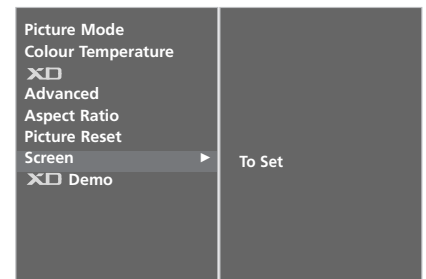 Picture Mode
Colour Temperature
XD
Advanced
Aspect Ratio
Picture Reset
Screen ► To Set
XD Demo